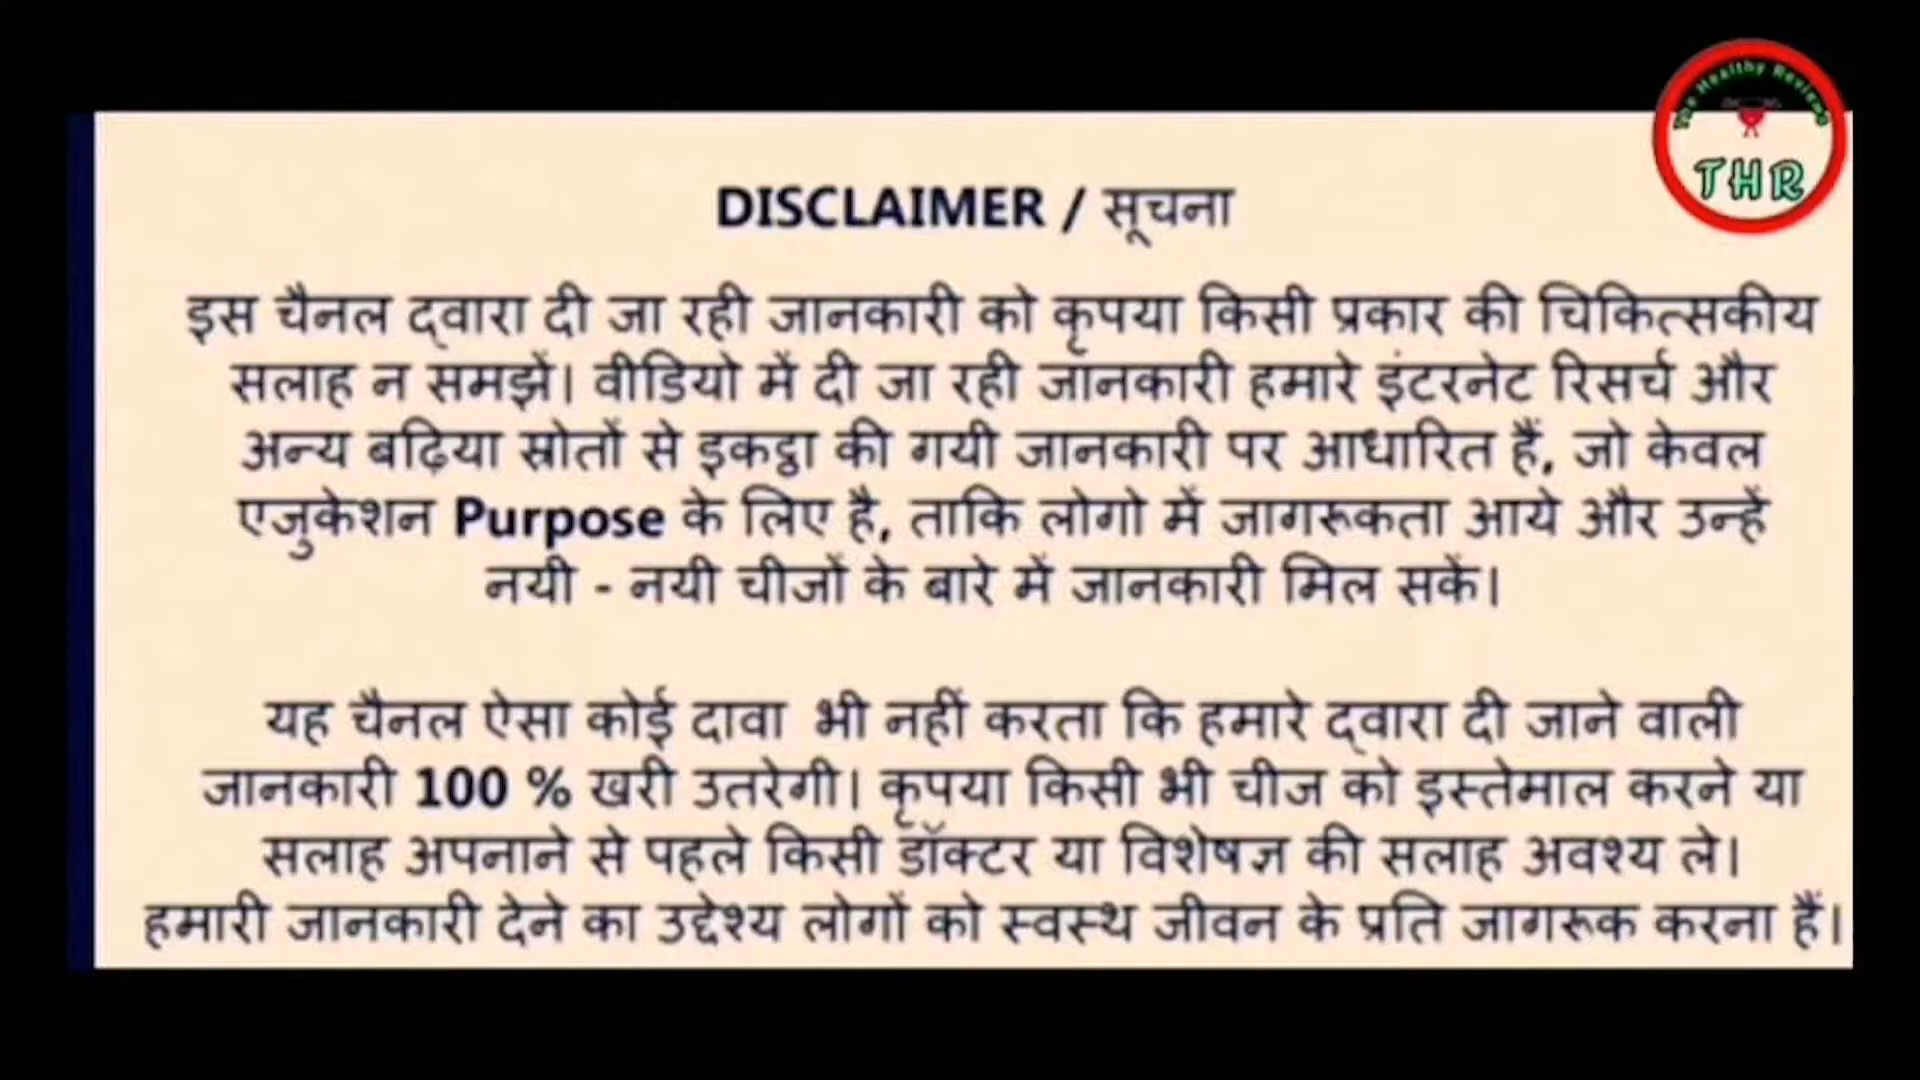 The Healthy Reviews
THR
DISCLAIMER / सूचना
इस चैनल द्वारा दी जा रही जानकारी को कृपया किसी प्रकार की चिकित्सकीय
सलाह न समझें। वीडियो में दी जा रही जानकारी हमारे इंटरनेट रिसर्च और
अन्य बढ़िया स्रोतों से इकट्ठा की गयी जानकारी पर आधारित हैं, जो केवल
एजुकेशन Purpose के लिए है, ताकि लोगो में जागरूकता आये और उन्हें
नयी - नयी चीजों के बारे में जानकारी मिल सकें।
यह चैनल ऐसा कोई दावा भी नहीं करता कि हमारे द्वारा दी जाने वाली
जानकारी 100 % खरी उतरेगी। कृपया किसी भी चीज को इस्तेमाल करने या
सलाह अपनाने से पहले किसी डॉक्टर या विशेषज्ञ की सलाह अवश्य ले।
हमारी जानकारी देने का उद्देश्य लोगों को स्वस्थ जीवन के प्रति जागरूक करना हैं।